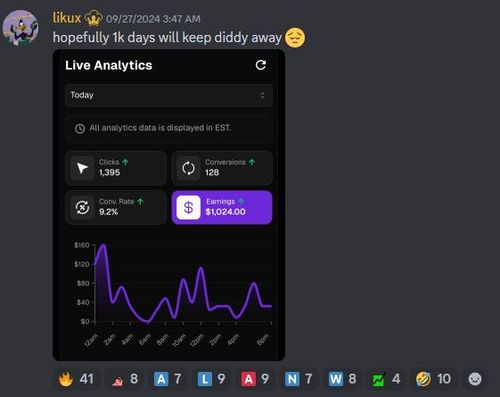 likux 09/27/2024 3:47 AM
hopefully 1k days will keep diddy away
Live Analytics
Today
All analytics data is displayed in EST.
Clicks
1,395
Conversions
128
Conv. Rate
9.2%
Earnings
$1,024.00
$160
$120
$80
$40
$0
12am 2am 4am 6am 8am 10am 12pm 2pm 4pm 8pm
41 8 A 7 L 9 A 9 N 7 W 8 4 10